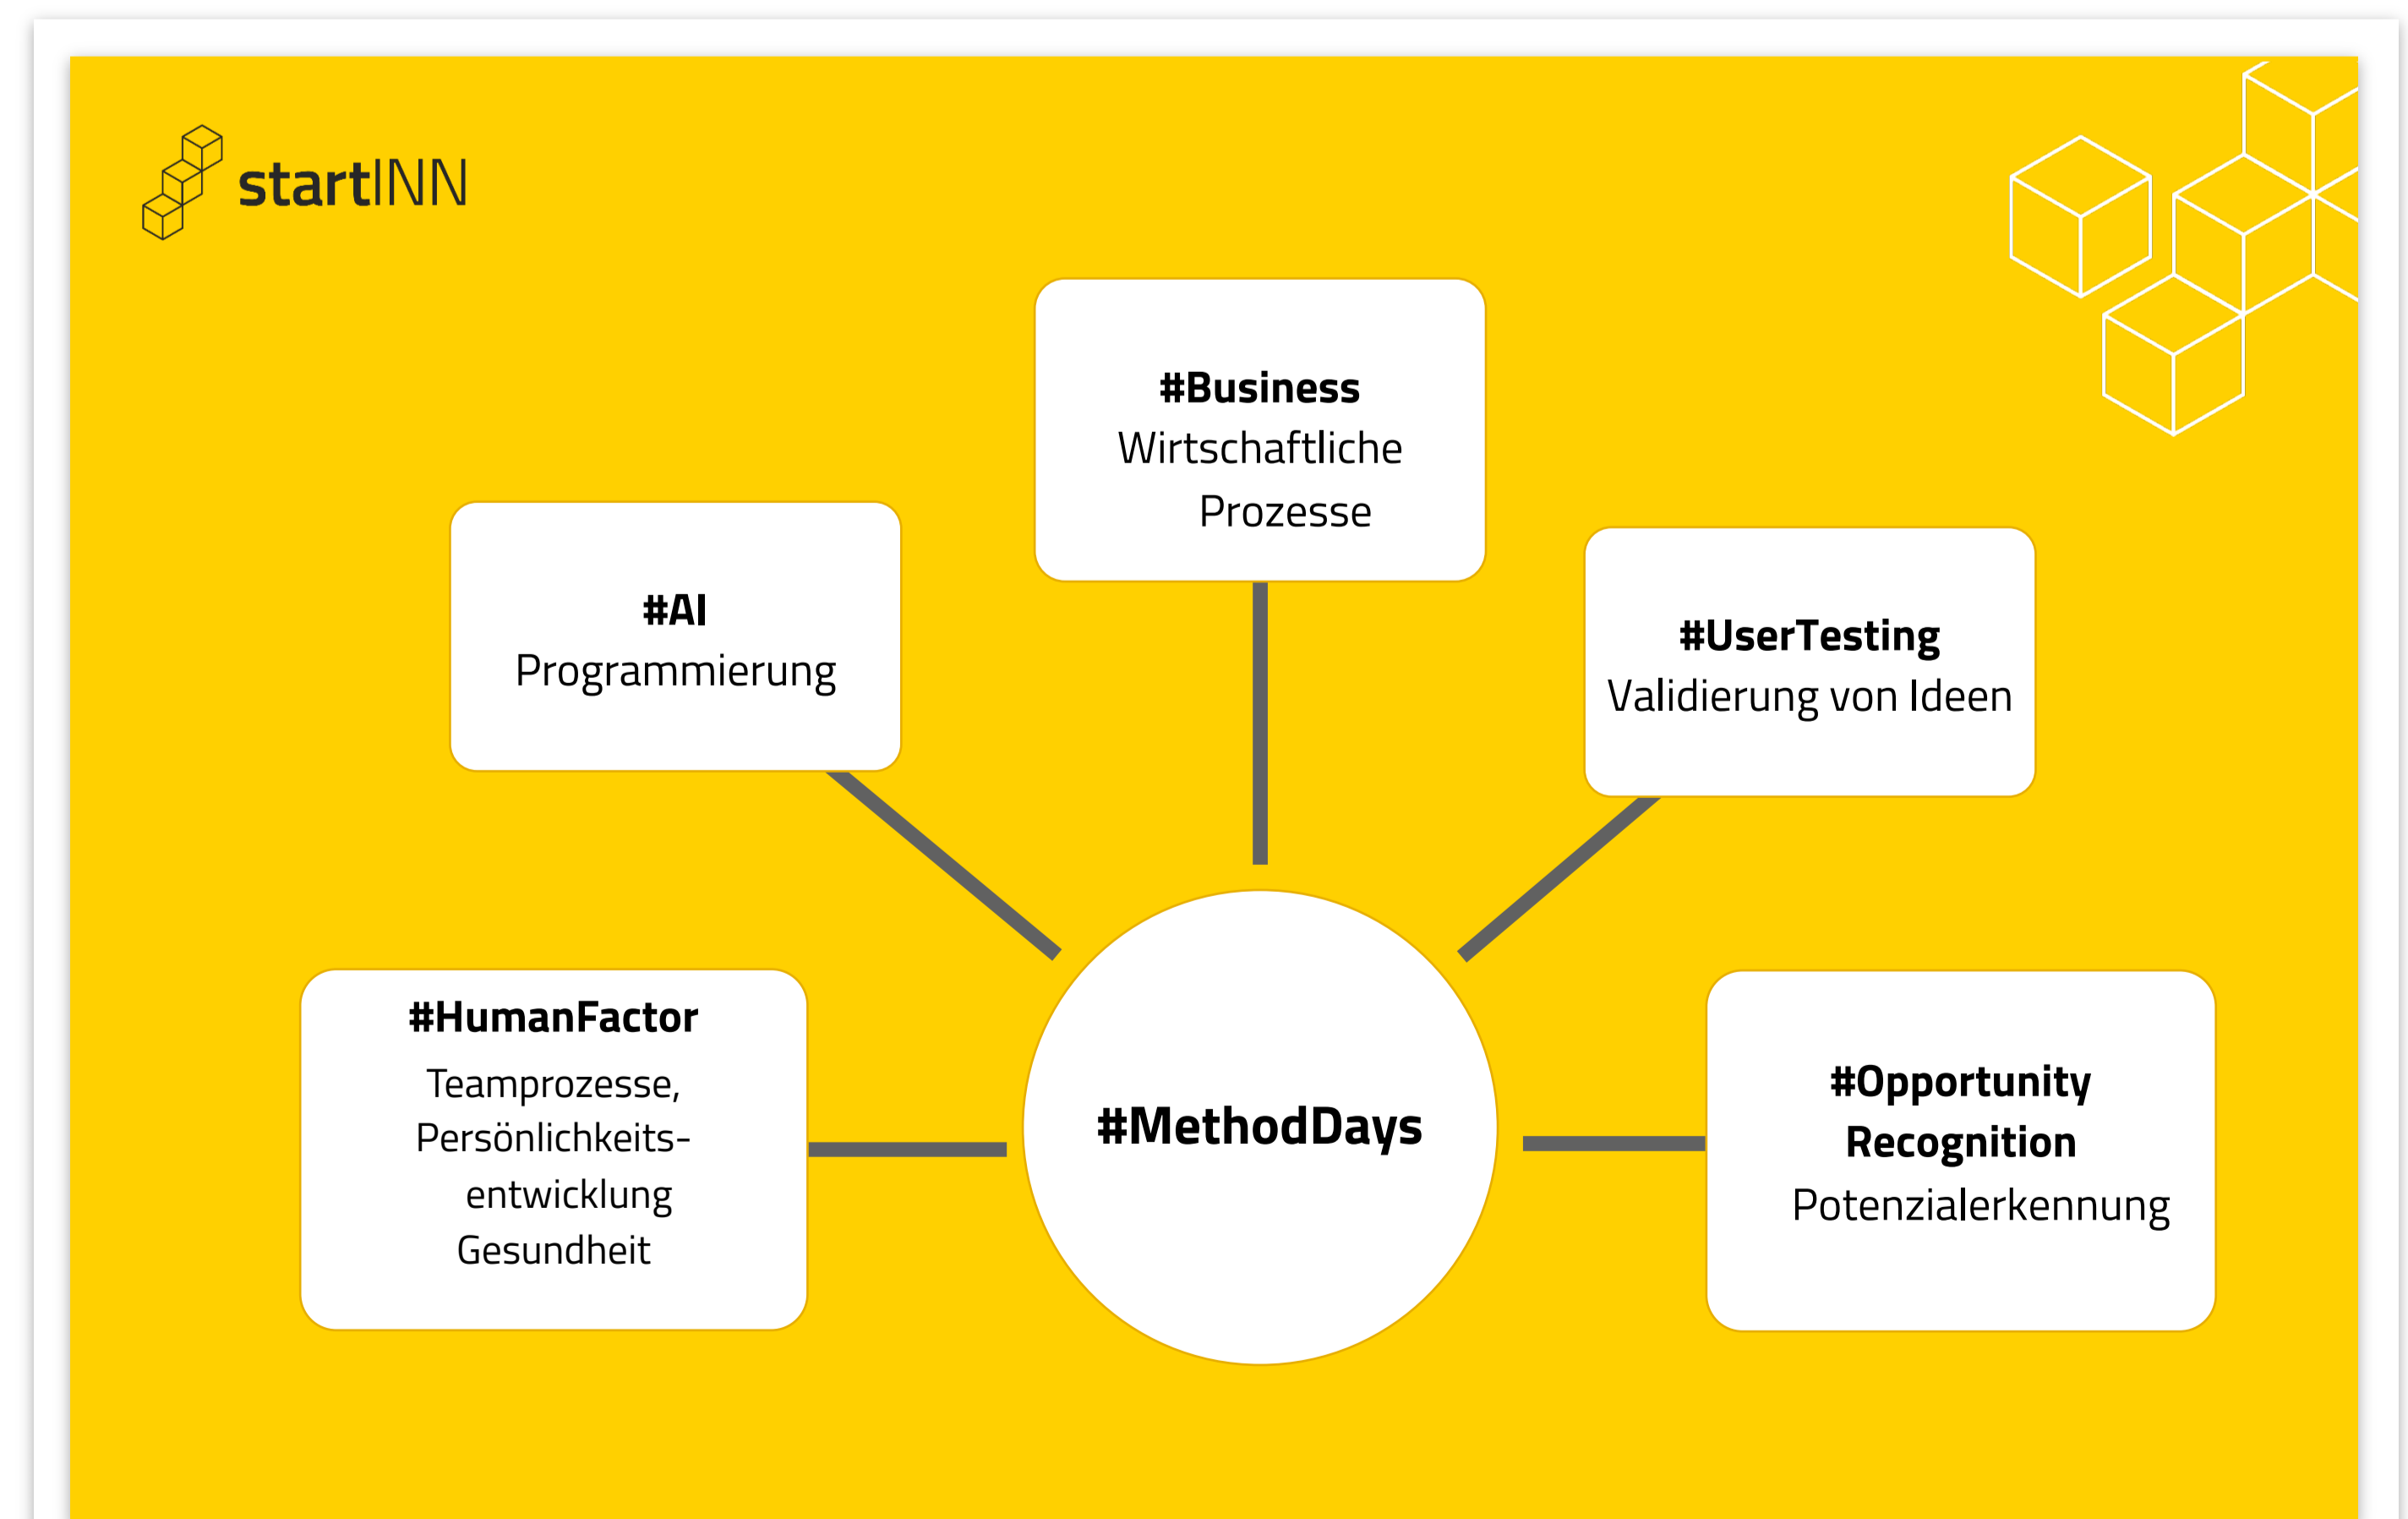 startINN
#Business
Wirtschaftliche
Prozesse
#AI
Programmierung
#UserTesting
Validierung von Ideen
#HumanFactor
Teamprozesse,
Persönlichkeits-
entwicklung
Gesundheit
#MethodDays
#Opportunity
Recognition
Potenzialerkennung